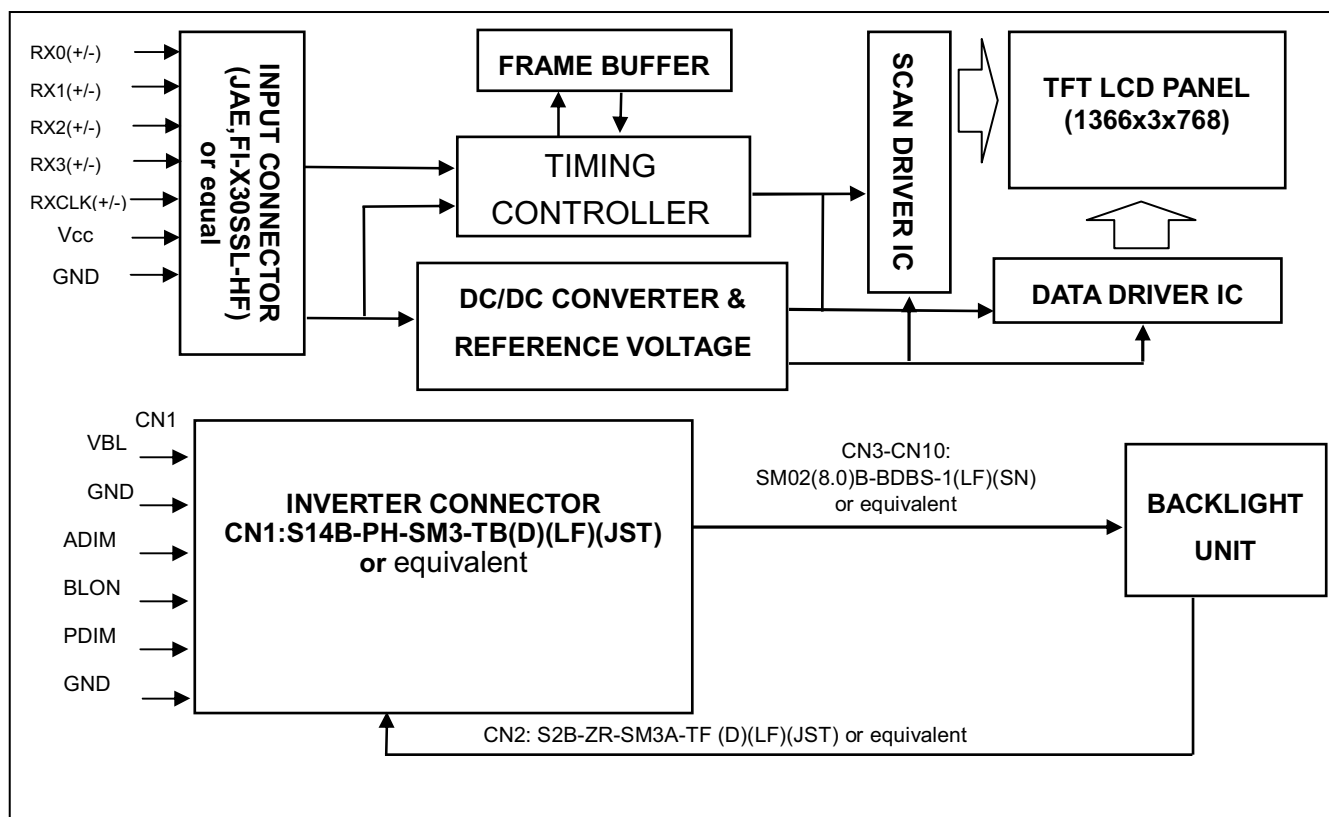 RX0(+/-)
RX1(+/-)
RX2(+/-)
RX3(+/-)
RXCLK(+/-)
Vcc
GND
INPUT CONNECTOR
(JAE,FI-X30SSL-HF)
or equal
FRAME BUFFER
TIMING
CONTROLLER
DC/DC CONVERTER &
REFERENCE VOLTAGE
SCAN DRIVER IC
TFT LCD PANEL
(1366x3x768)
DATA DRIVER IC
CN1
VBL
GND
ADIM
BLON
PDIM
GND
INVERTER CONNECTOR
CN1:S14B-PH-SM3-TB(D)(LF)(JST)
or equivalent
CN3-CN10:
SM02(8.0)B-BDBS-1(LF)(SN)
or equivalent
BACKLIGHT
UNIT
CN2: S2B-ZR-SM3A-TF (D)(LF)(JST) or equivalent